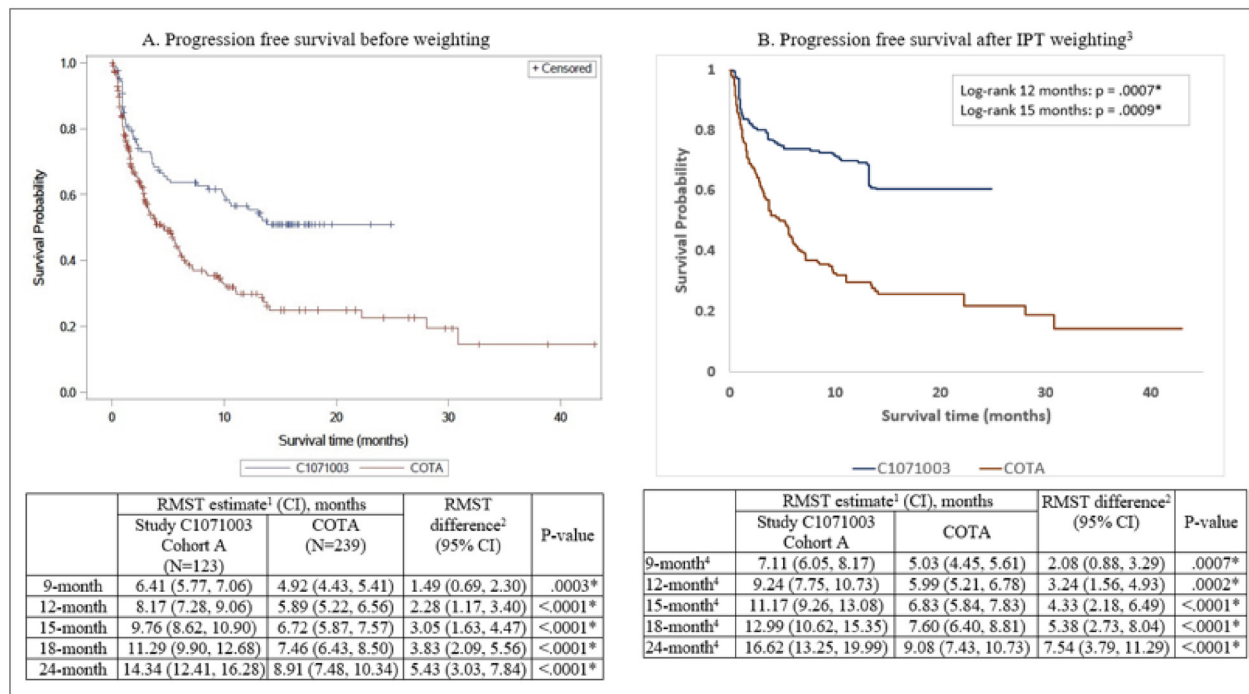 A. Progression free survival before weighting
+ Censored
1.0
0.8
0.6
0.4
0.2
0.0
Survival Probability
0 10 20 30 40
Survival time (months)
C1071003 COTA
RMST estimate¹ (CI), months RMST difference² (95% CI) P-value
Study C1071003 Cohort A (N=123) COTA (N=239)
9-month 6.41 (5.77, 7.06) 4.92 (4.43, 5.41) 1.49 (0.69, 2.30) .0003*
12-month 8.17 (7.28, 9.06) 5.89 (5.22, 6.56) 2.28 (1.17, 3.40) <.0001*
15-month 9.76 (8.62, 10.90) 6.72 (5.87, 7.57) 3.05 (1.63, 4.47) <.0001*
18-month 11.29 (9.90, 12.68) 7.46 (6.43, 8.50) 3.83 (2.09, 5.56) <.0001*
24-month 14.34 (12.41, 16.28) 8.91 (7.48, 10.34) 5.43 (3.03, 7.84) <.0001*
B. Progression free survival after IPT weighting³
Log-rank 12 months: p = .0007*
Log-rank 15 months: p = .0009*
1
0.8
0.6
0.4
0.2
0
Survival Probability
0 10 20 30 40
Survival time (months)
C1071003 COTA
RMST estimate¹ (CI), months RMST difference² (95% CI) P-value
Study C1071003 Cohort A COTA
9-month⁴ 7.11 (6.05, 8.17) 5.03 (4.45, 5.61) 2.08 (0.88, 3.29) .0007*
12-month⁴ 9.24 (7.75, 10.73) 5.99 (5.21, 6.78) 3.24 (1.56, 4.93) .0002*
15-month⁴ 11.17 (9.26, 13.08) 6.83 (5.84, 7.83) 4.33 (2.18, 6.49) <.0001*
18-month⁴ 12.99 (10.62, 15.35) 7.60 (6.40, 8.81) 5.38 (2.73, 8.04) <.0001*
24-month⁴ 16.62 (13.25, 19.99) 9.08 (7.43, 10.73) 7.54 (3.79, 11.29) <.0001*